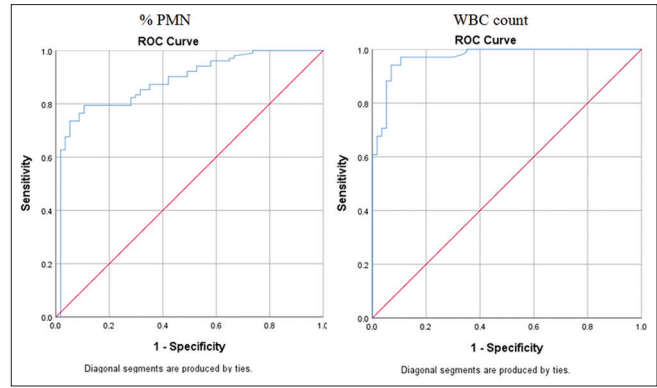 % PMN
ROC Curve
Sensitivity
1.0
0.8
0.6
0.4
0.2
0.0
0.0 0.2 0.4 0.6 0.8 1.0
1 - Specificity
Diagonal segments are produced by ties.
WBC count
ROC Curve
Sensitivity
1.0
0.8
0.6
0.4
0.2
0.0
0.0 0.2 0.4 0.6 0.8 1.0
1 - Specificity
Diagonal segments are produced by ties.